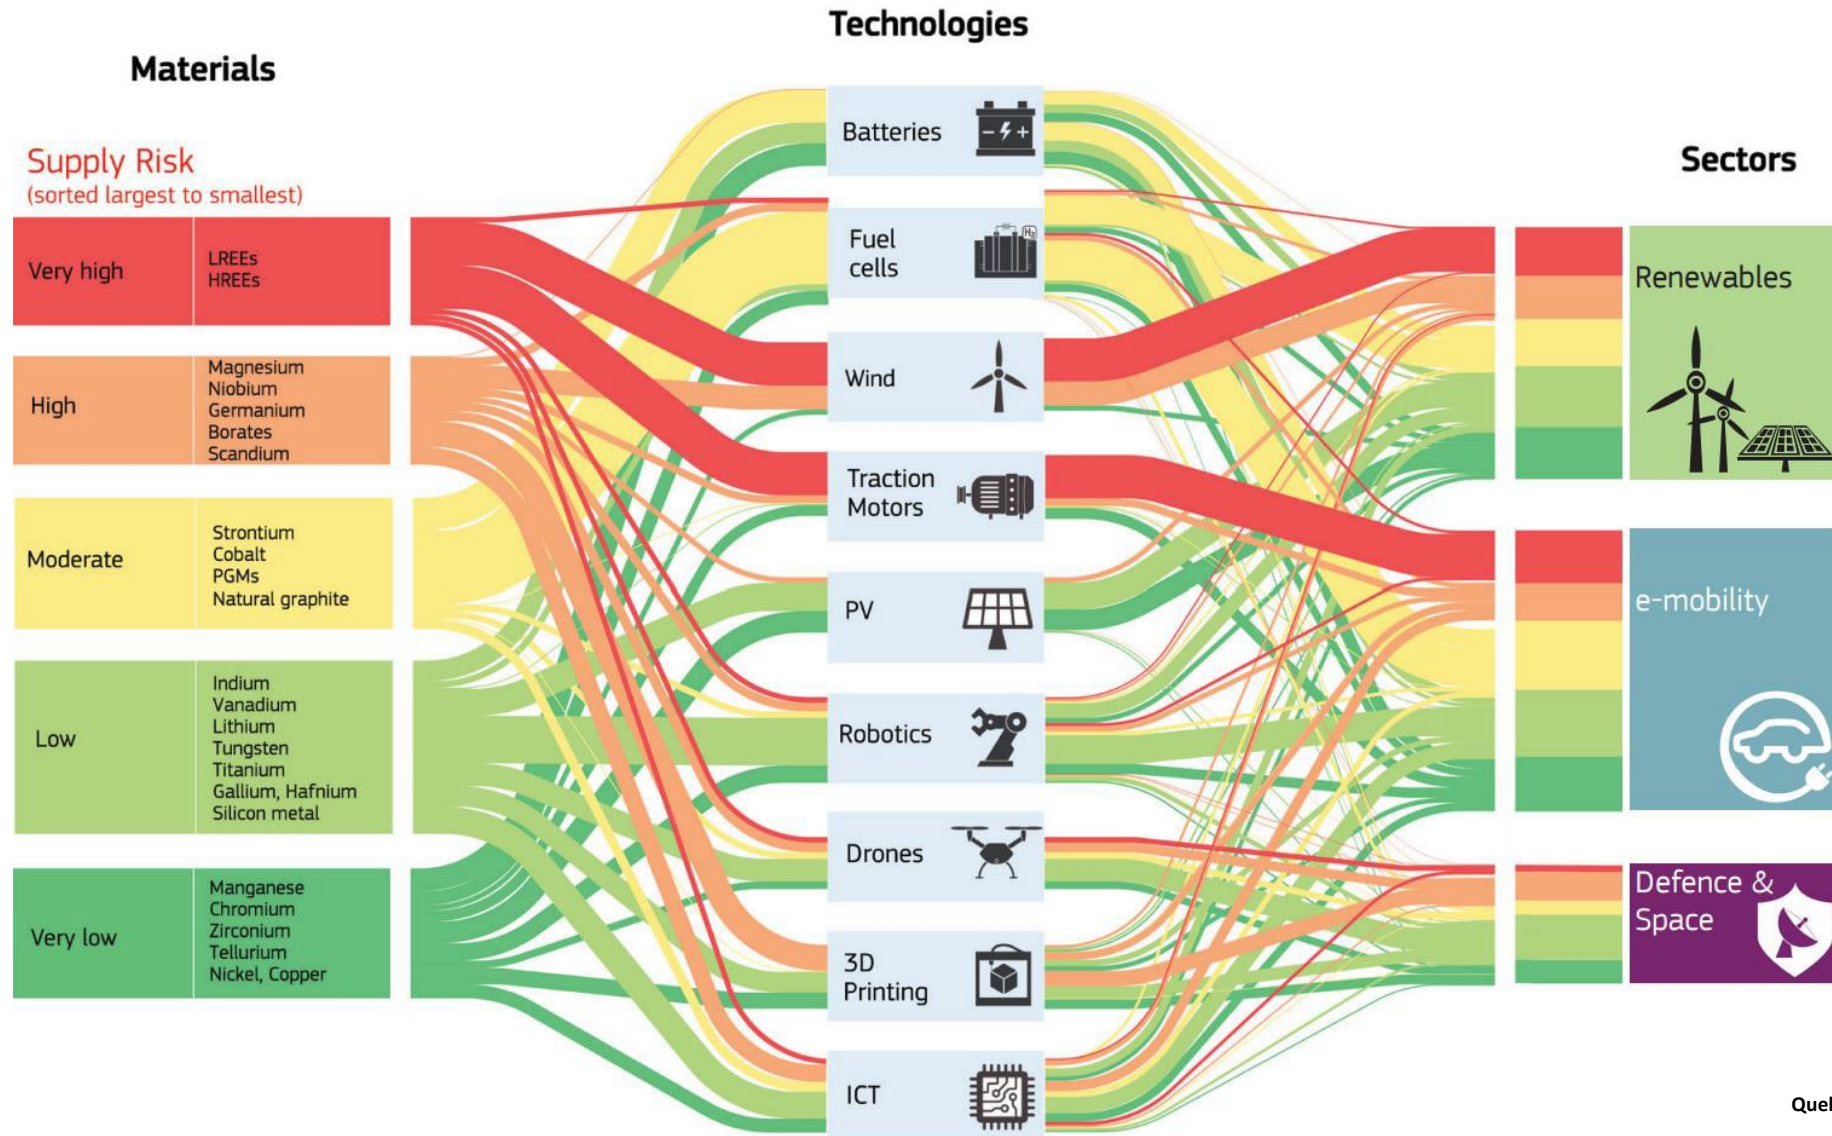 Technologies
Materials
Supply Risk
(sorted largest to smallest)
Sectors
Very high
LREEs
HREEs
High
Magnesium
Niobium
Germanium
Borates
Scandium
Moderate
Strontium
Cobalt
PGMs
Natural graphite
Low
Indium
Vanadium
Lithium
Tungsten
Titanium
Gallium, Hafnium
Silicon metal
Very low
Manganese
Chromium
Zirconium
Tellurium
Nickel, Copper
Batteries
Fuel
cells
H2
Wind
Traction
Motors
PV
Robotics
Drones
3D
Printing
ICT
Renewables
e-mobility
Defence &
Space
Quel